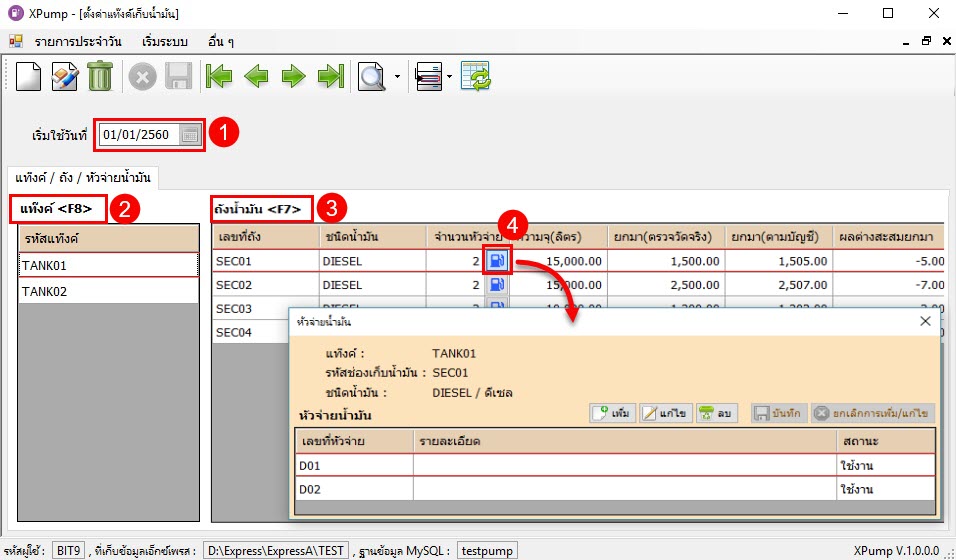 XPump - [ตั้งค่าแท๊งค์เก็บน้ำมัน]
รายการประจำวัน เริ่มระบบ อื่น ๆ
เริ่มใช้วันที่ 01/01/2560 1
แท๊งค์ / ถัง / หัวจ่ายน้ำมัน
แท๊งค์ <F8> 2
รหัสแท๊งค์
TANK01
TANK02
ถังน้ำมัน <F7> 3
4
เลขที่ถัง ชนิดน้ำมัน จำนวนหัวจ่าย ความจุ(ลิตร) ยกมา(ตรวจวัดจริง) ยกมา(ตามบัญชี) ผลต่างสะสมยกมา
SEC01 DIESEL 2 15,000.00 1,500.00 1,505.00 -5.00
SEC02 DIESEL 2 15,000.00 2,500.00 2,507.00 -7.00
SEC03 DIESEL 2
SEC04
หัวจ่ายน้ำมัน
แท๊งค์ : TANK01
รหัสช่องเก็บน้ำมัน : SEC01
ชนิดน้ำมัน : DIESEL / ดีเซล
หัวจ่ายน้ำมัน เพิ่ม แก้ไข ลบ บันทึก ยกเลิกการเพิ่ม/แก้ไข
เลขที่หัวจ่าย รายละเอียด สถานะ
D01 ใช้งาน
D02 ใช้งาน
รหัสผู้ใช้ : BIT9 , ที่เก็บข้อมูลเอ็กซ์เพรส : D:\Express\ExpressA\TEST , ฐานข้อมูล MySQL : testpump XPump V.1.0.0.0